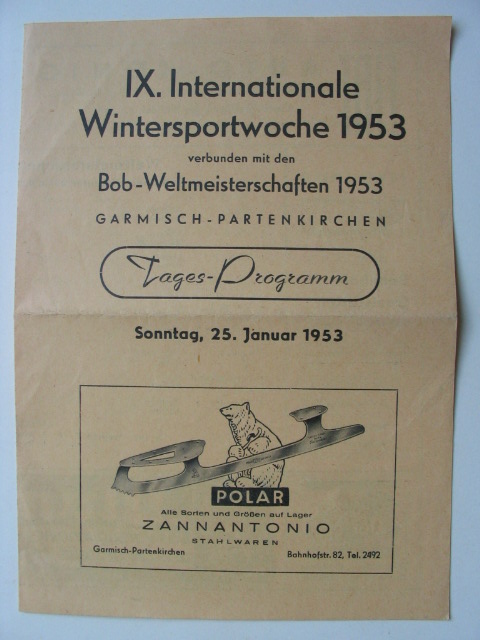 IX. Internationale
Wintersportwoche 1953
verbunden mit den
Bob-Weltmeisterschaften 1953
GARMISCH-PARTENKIRCHEN
Tages-Programm
Sonntag, 25. Januar 1953
POLAR
Alle Sorten und Größen auf Lager
ZANNANTONIO
STAHLWAREN
Garmisch-Partenkirchen Bahnhofstr. 82, Tel. 2492